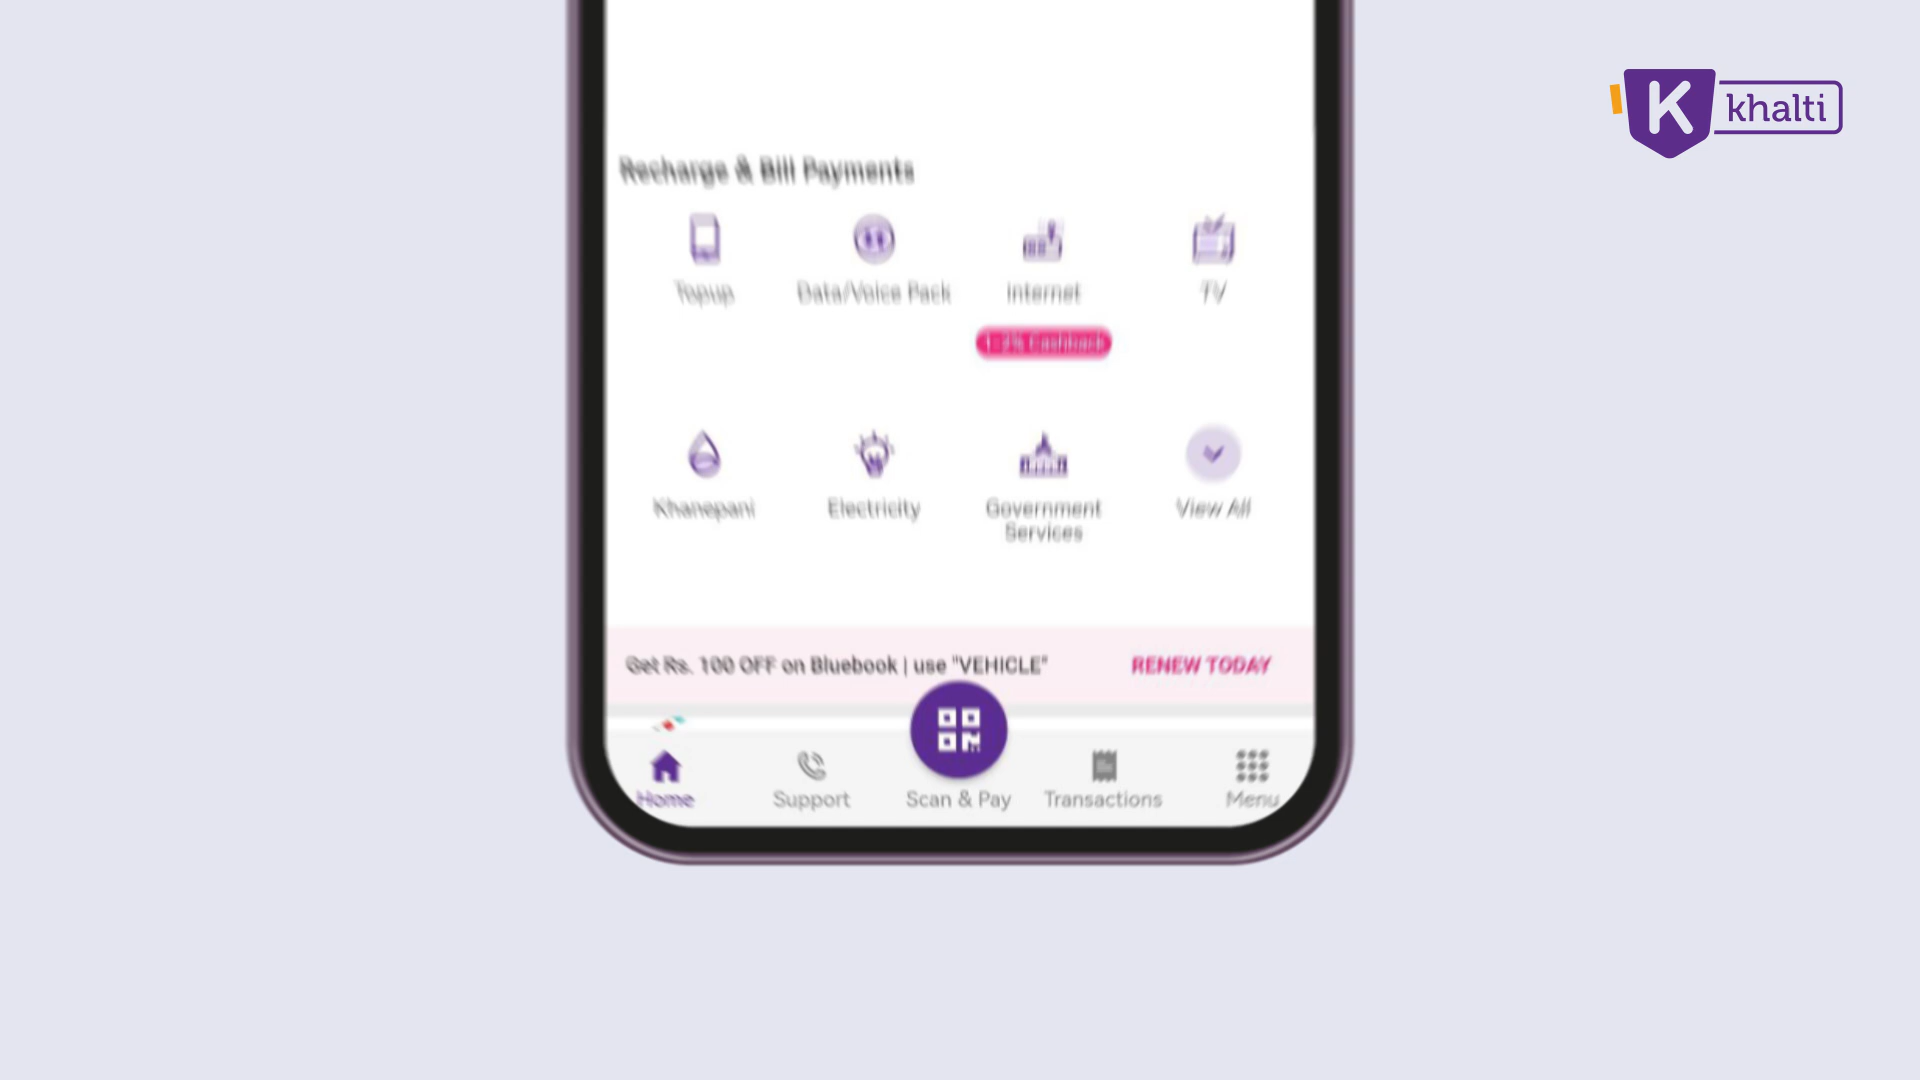 K khalti
Recharge & Bill Payments
Topup
Data/Voice Pack
Internet
TV
Cashback
Khanepani
Electricity
Government
Services
View All
Get Rs. 100 OFF on Bluebook | use "VEHICLE"
RENEW TODAY
Home
Support
Scan & Pay
Transactions
Menu